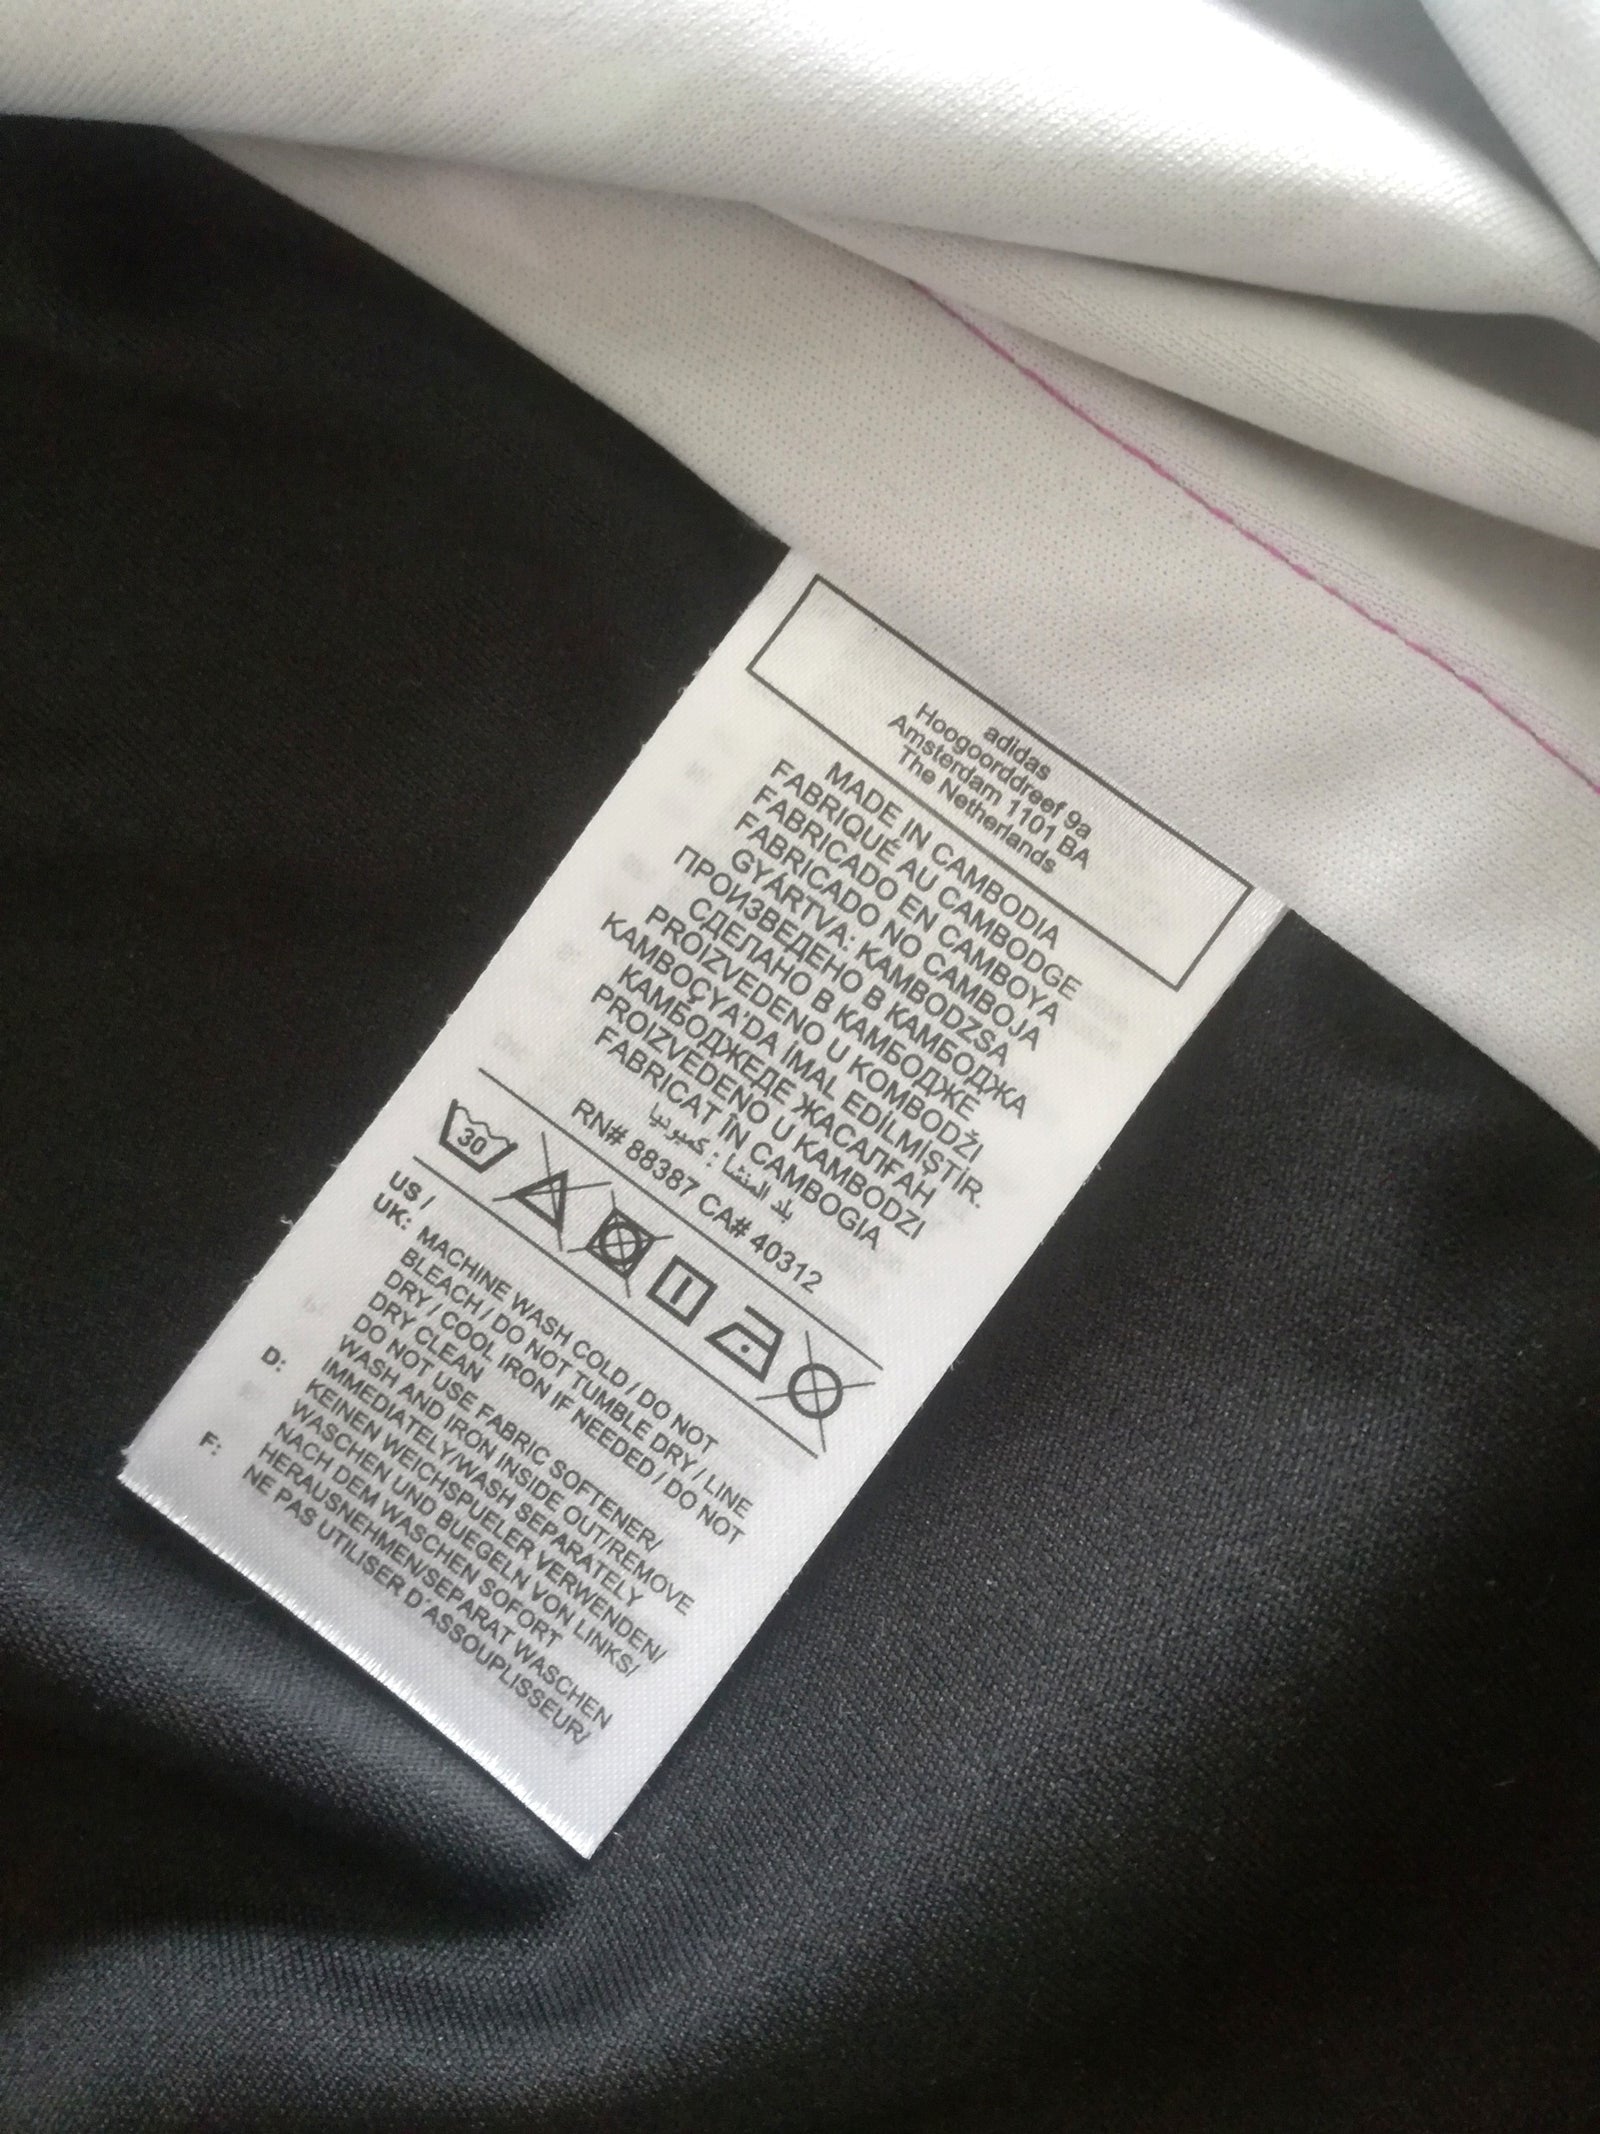 adidas
Hoogoorddreef 9a
Amsterdam 1101 BA
The Netherlands
MADE IN CAMBODIA
FABRIQUÉ AU CAMBODGE
FABRICADO EN CAMBOYA
FABRICADO NO CAMBOJA
GYÁRTVA: KAMBODZSA
ПРОИЗВЕДЕНО В КАМБОДЖА
СДЕЛАНО В КАМБОДЖЕ
PROIZVEDENO U KOMBODŽI
KAMBOÇYA'DA İMAL EDİLMİŞTİR.
КАМБОДЖЕДЕ ЖАСАЛҒАН
PROIZVEDENO U KAMBODZI
FABRICAT ÎN CAMBOGIA
بلد المنشأ : كمبوديا
RN# 88387 CA# 40312
30
US /
UK: MACHINE WASH COLD / DO NOT
BLEACH / DO NOT TUMBLE DRY / LINE
DRY / COOL IRON IF NEEDED / DO NOT
DRY CLEAN
DO NOT USE FABRIC SOFTENER/
WASH AND IRON INSIDE OUT/REMOVE
IMMEDIATELY/WASH SEPARATELY
D: KEINEN WEICHSPUELER VERWENDEN/
WASCHEN UND BUEGELN VON LINKS/
NACH DEM WASCHEN SOFORT
HERAUSNEHMEN/SEPARAT WASCHEN
F: NE PAS UTILISER D'ASSOUPLISSEUR/